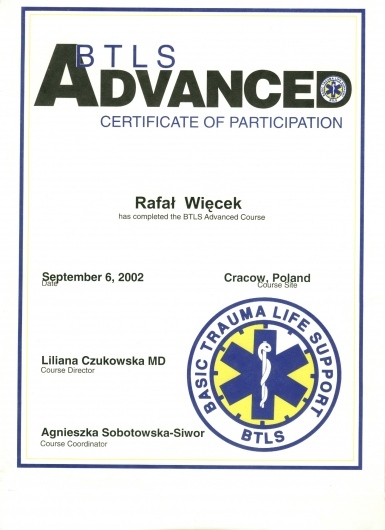 BTLS
ADVANCED
CERTIFICATE OF PARTICIPATION
Rafał Więcek
has completed the BTLS Advanced Course
September 6, 2002
Date
Cracow, Poland
Course Site
Liliana Czukowska MD
Course Director
BASIC TRAUMA LIFE SUPPORT
BTLS
Agnieszka Sobotowska-Siwor
Course Coordinator